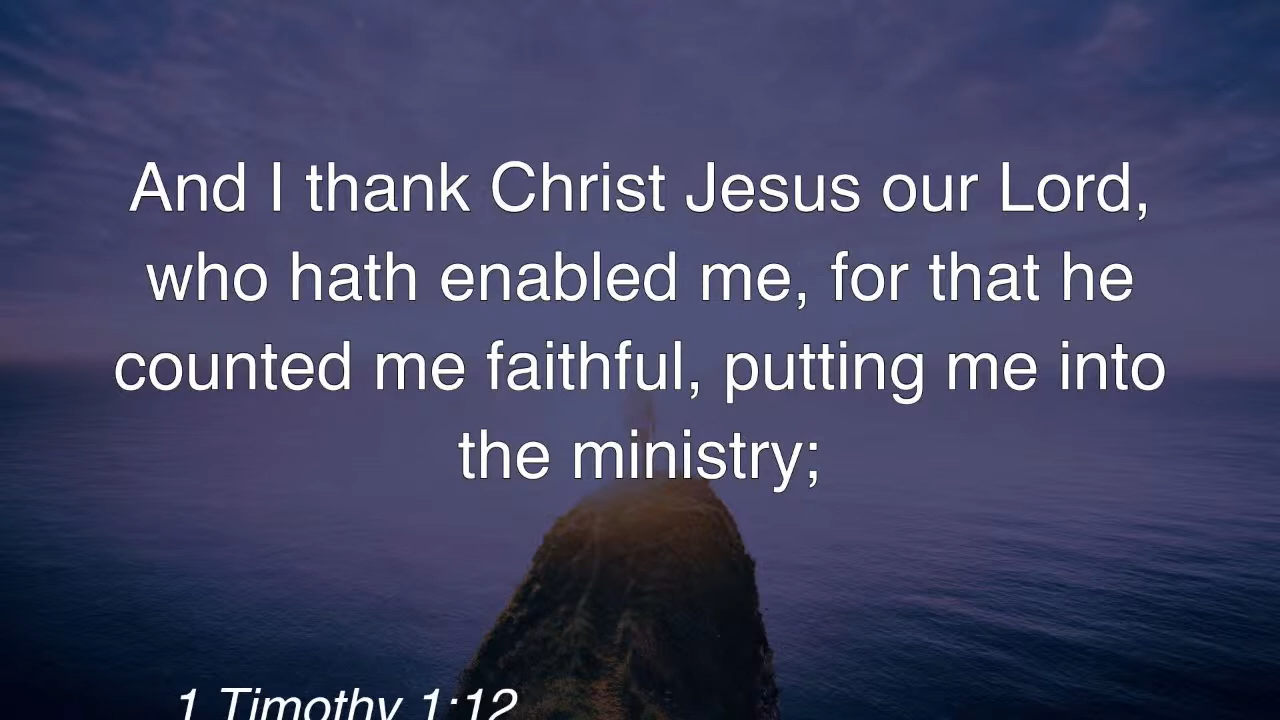 And I thank Christ Jesus our Lord,
who hath enabled me, for that he
counted me faithful, putting me into
the ministry;
1 Timothy 1:12